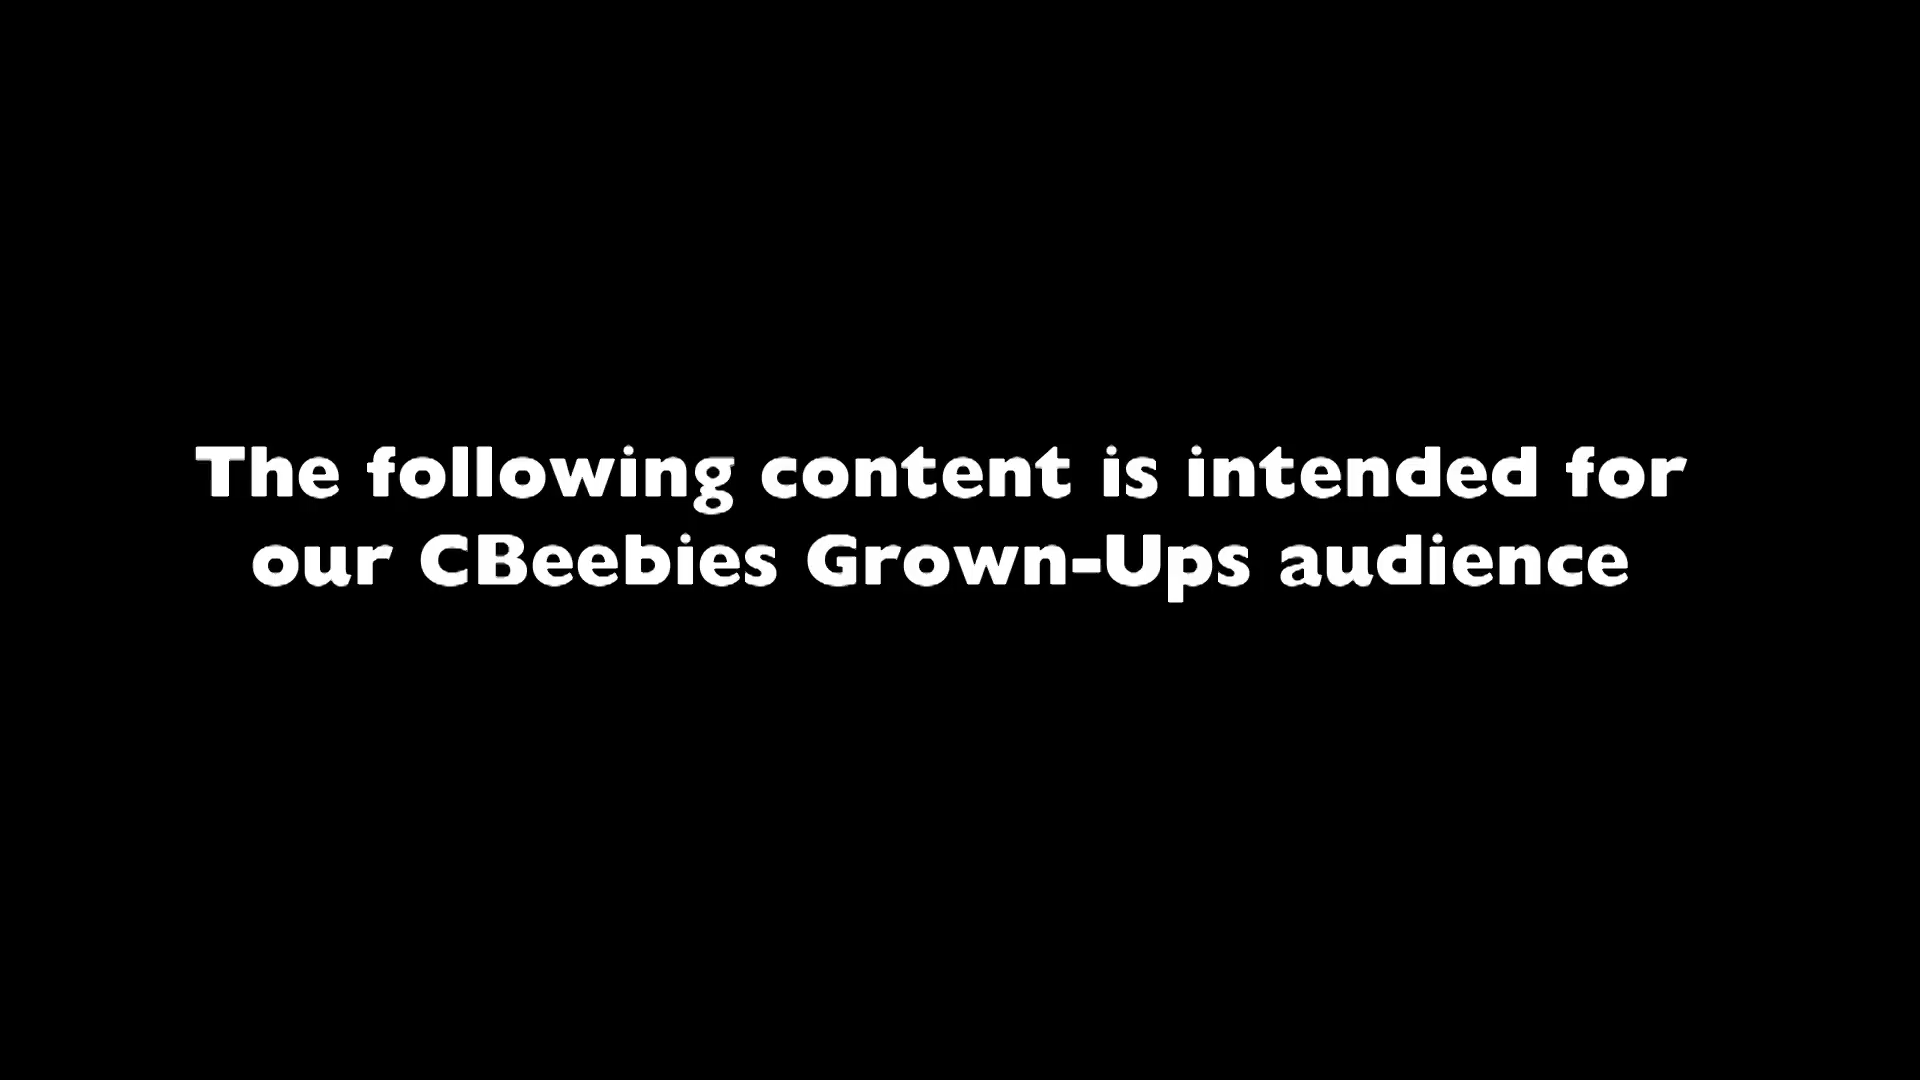 The following content is intended for
our CBeebies Grown-Ups audience